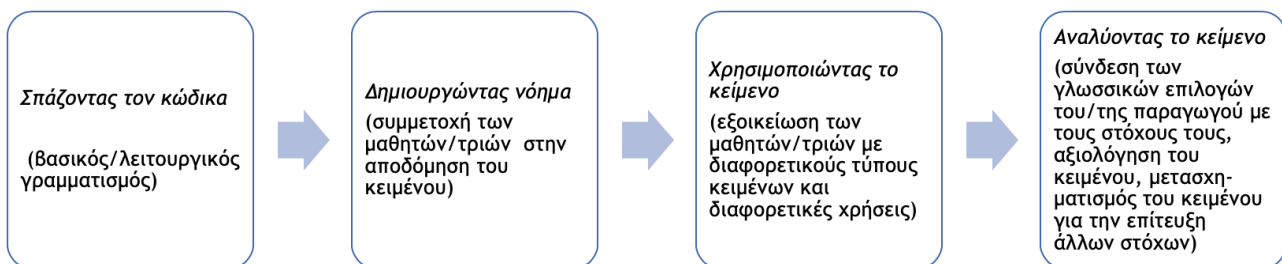 Σπάζοντας τον κώδικα
(βασικός/λειτουργικός
γραμματισμός)
Δημιουργώντας νόημα
(συμμετοχή των
μαθητών/τριών στην
αποδόμηση του
κειμένου)
Χρησιμοποιώντας το
κείμενο
(εξοικείωση των
μαθητών/τριών με
διαφορετικούς τύπους
κειμένων και
διαφορετικές χρήσεις)
Αναλύοντας το κείμενο
(σύνδεση των
γλωσσικών επιλογών
του/της παραγωγού με
τους στόχους τους,
αξιολόγηση του
κειμένου, μετασχη-
ματισμός του κειμένου
για την επίτευξη
άλλων στόχων)